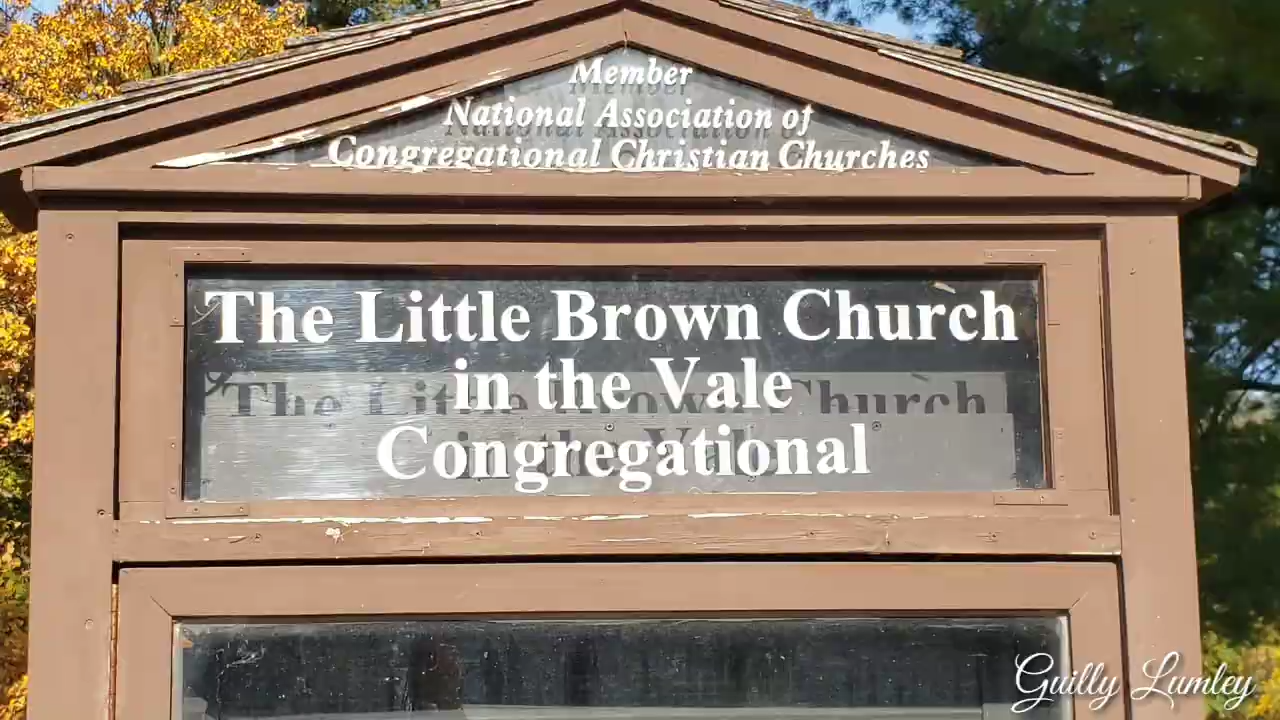 Member
National Association of
Congregational Christian Churches
The Little Brown Church
in the Vale
Congregational
Guilly Lumley